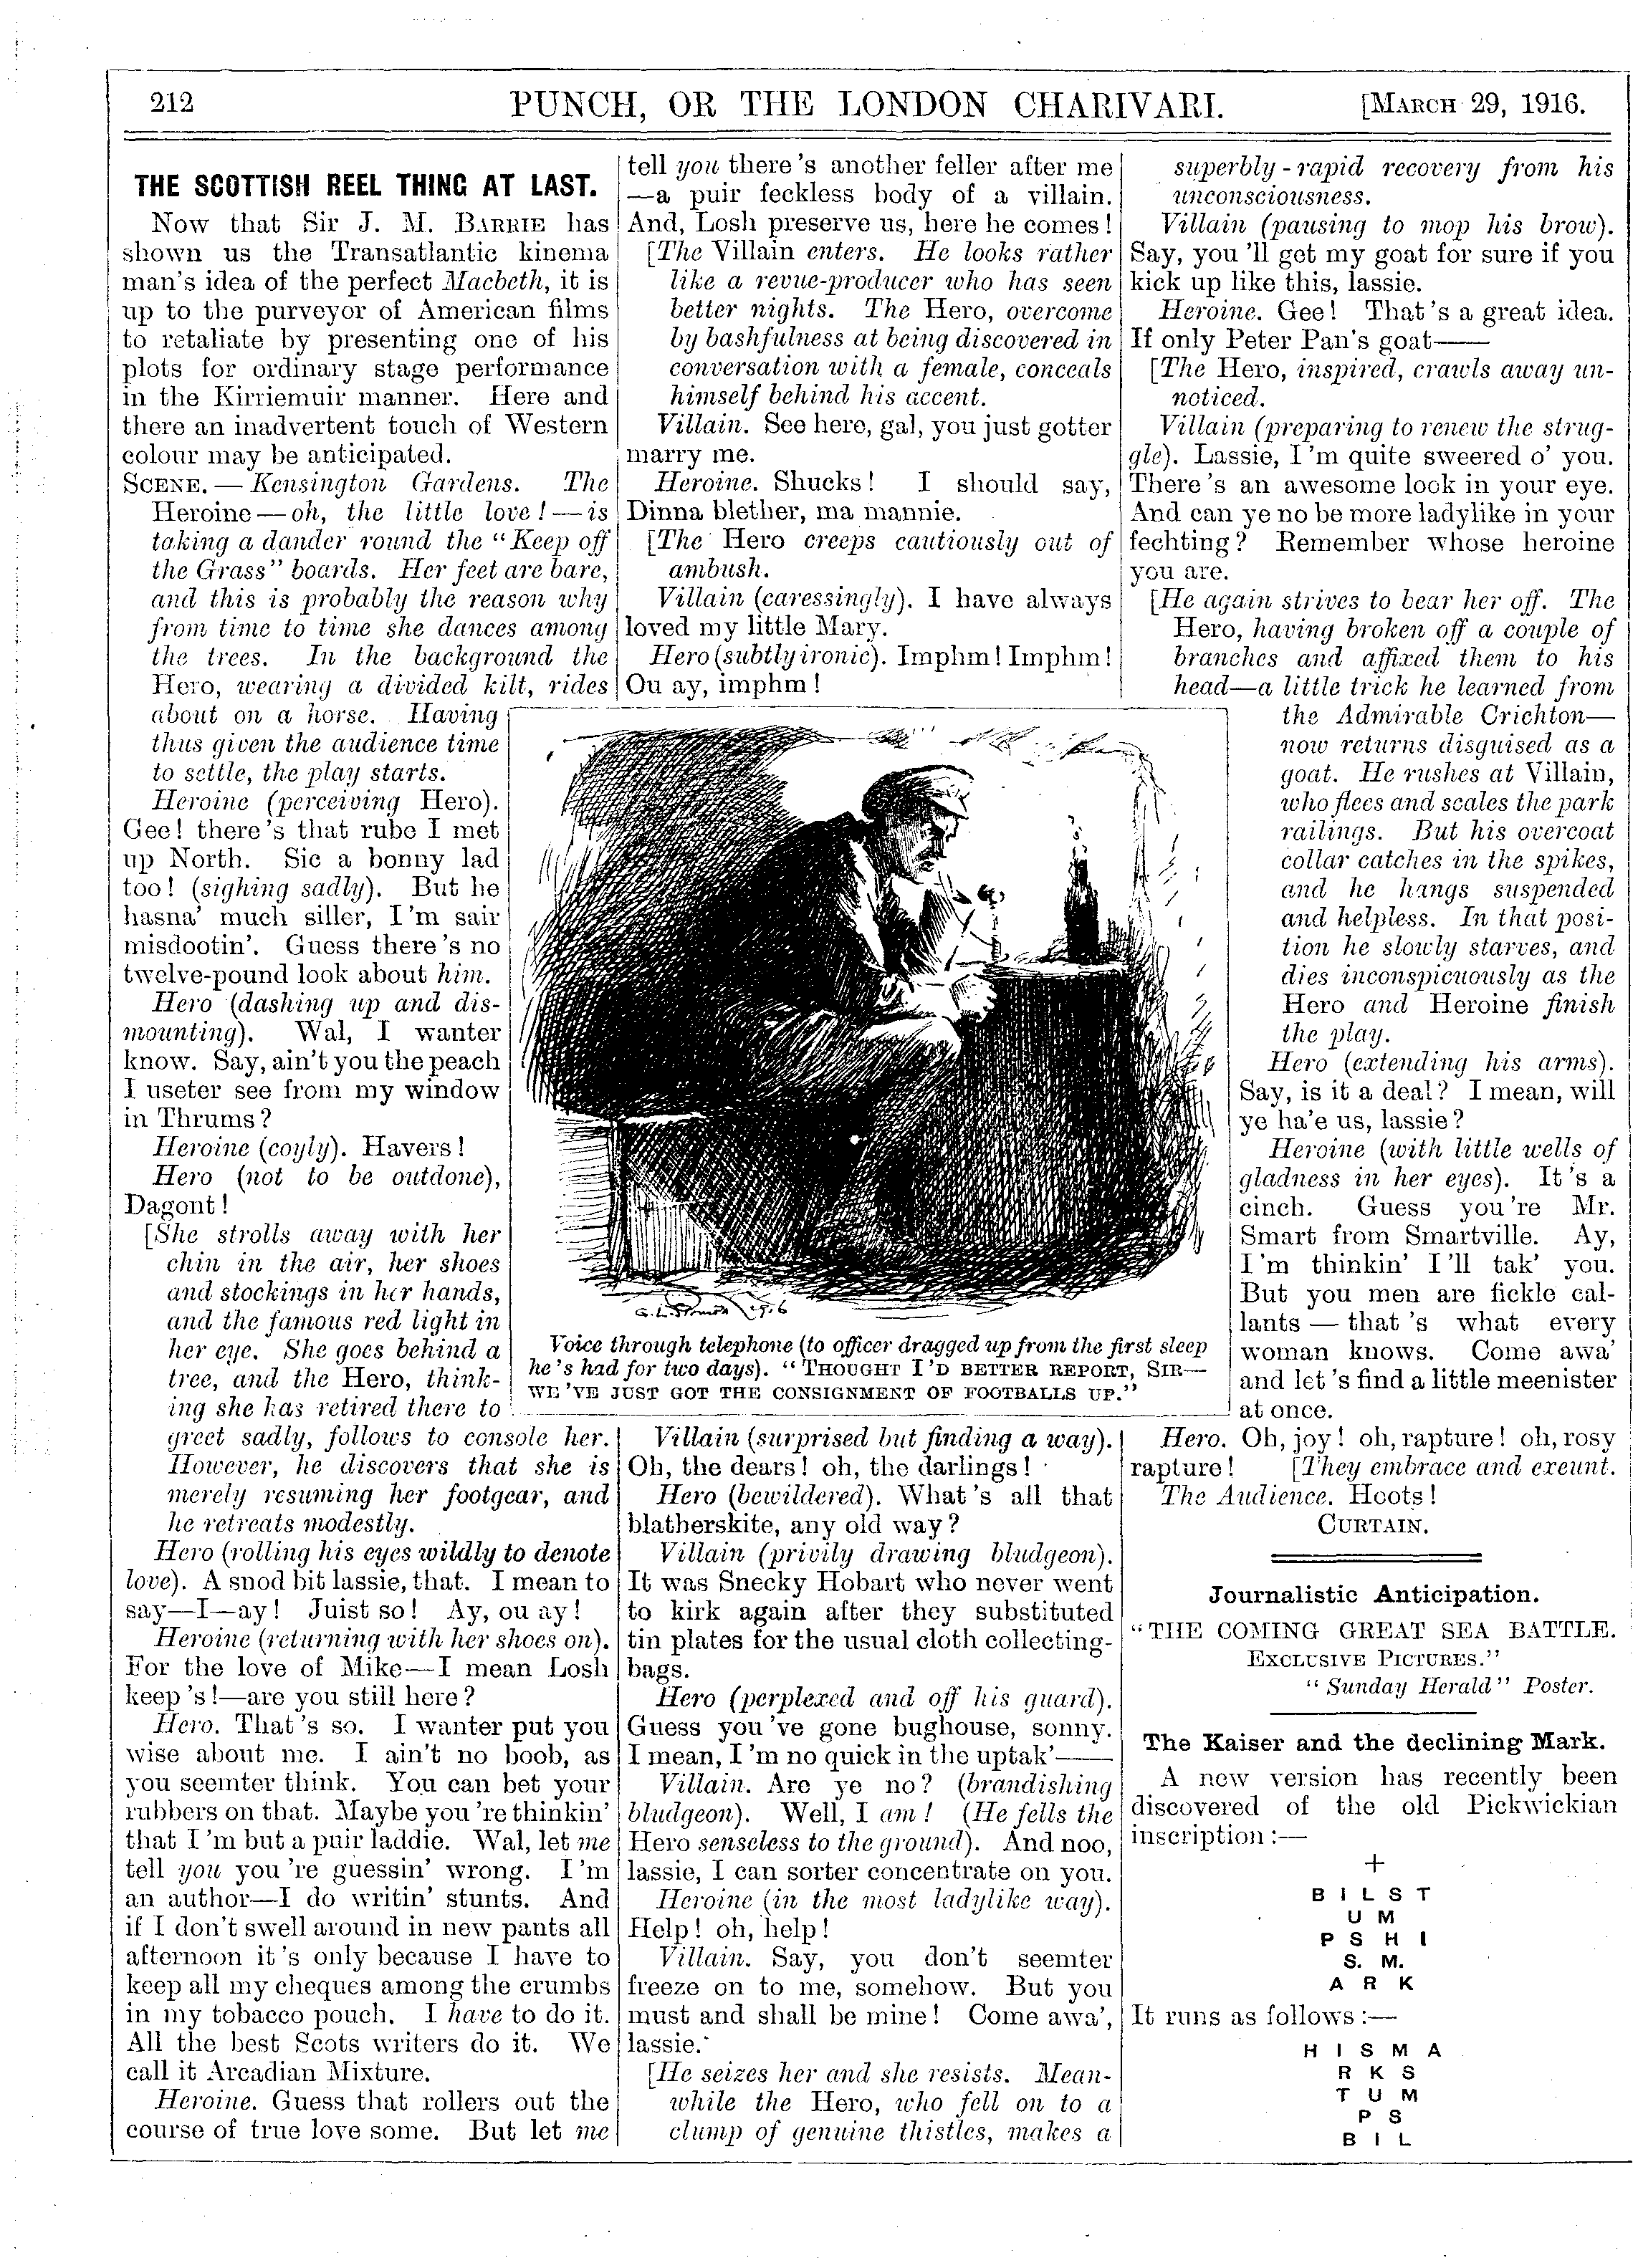 212
PUNCH, OR THE LONDON CHARIVARI.
[MARCH 29, 1916.
THE SCOTTISH REEL THING AT LAST.
Now that Sir J. M. BARRIE has
shown us the Transatlantic kinema
man's idea of the perfect Macbeth, it is
up to the purveyor of American films
to retaliate by presenting one of his
plots for ordinary stage performance
in the Kirriemuir manner. Here and
there an inadvertent touch of Western
colour may be anticipated.
SCENE.—Kensington Gardens. The
Heroine—oh, the little love!—is
taking a dander round the "Keep off
the Grass" boards. Her feet are bare,
and this is probably the reason why
from time to time she dances among
the trees. In the background the
Hero, wearing a divided kilt, rides
about on a horse. Having
thus given the audience time
to settle, the play starts.
Heroine (perceiving Hero).
Gee! there's that rube I met
up North. Sic a bonny lad
too! (sighing sadly). But he
hasna' much siller, I'm sair
misdootin'. Guess there's no
twelve-pound look about him.
Hero (dashing up and dis-
mounting). Wal, I wanter
know. Say, ain't you the peach
I useter see from my window
in Thrums?
Heroine (coyly). Havers!
Hero (not to be outdone),
Dagont!
[She strolls away with her
chin in the air, her shoes
and stockings in her hands,
and the famous red light in
her eye. She goes behind a
tree, and the Hero, think-
ing she has retired there to
greet sadly, follows to console her.
However, he discovers that she is
merely resuming her footgear, and
he retreats modestly.
Hero (rolling his eyes wildly to denote
love). A snod bit lassie, that. I mean to
say—I—ay! Juist so! Ay, ou ay!
Heroine (returning with her shoes on).
For the love of Mike—I mean Losh
keep 's!—are you still here?
Hero. That's so. I wanter put you
wise about me. I ain't no boob, as
you seemter think. You can bet your
rubbers on that. Maybe you're thinkin'
that I'm but a puir laddie. Wal, let me
tell you you're guessin' wrong. I'm
an author—I do writin' stunts. And
if I don't swell around in new pants all
afternoon it's only because I have to
keep all my cheques among the crumbs
in my tobacco pouch. I have to do it.
All the best Scots writers do it. We
call it Arcadian Mixture.
Heroine. Guess that rollers out the
course of true love some. But let me
tell you there's another feller after me
—a puir feckless body of a villain.
And, Losh preserve us, here he comes!
[The Villain enters. He looks rather
like a revue-producer who has seen
better nights. The Hero, overcome
by bashfulness at being discovered in
conversation with a female, conceals
himself behind his accent.
Villain. See here, gal, you just gotter
marry me.
Heroine. Shucks! I should say,
Dinna blether, ma mannie.
[The Hero creeps cautiously out of
ambush.
Villain (caressingly). I have always
loved my little Mary.
Hero (subtly ironic). Imphm! Imphm!
Ou ay, imphm!
1916
Voice through telephone (to officer dragged up from the first sleep
he's had for two days). "THOUGHT I'D BETTER REPORT, SIR—
WE'VE JUST GOT THE CONSIGNMENT OF FOOTBALLS UP."
Villain (surprised but finding a way).
Oh, the dears! oh, the darlings!
Hero (bewildered). What's all that
blatherskite, any old way?
Villain (privily drawing bludgeon).
It was Snecky Hobart who never went
to kirk again after they substituted
tin plates for the usual cloth collecting-
bags.
Hero (perplexed and off his guard).
Guess you've gone bughouse, sonny.
I mean, I'm no quick in the uptak'——
Villain. Are ye no? (brandishing
bludgeon). Well, I am! (He fells the
Hero senseless to the ground). And noo,
lassie, I can sorter concentrate on you.
Heroine (in the most ladylike way).
Help! oh, help!
Villain. Say, you don't seemter
freeze on to me, somehow. But you
must and shall be mine! Come awa',
lassie.
[He seizes her and she resists. Mean-
while the Hero, who fell on to a
clump of genuine thistles, makes a
superbly-rapid recovery from his
unconsciousness.
Villain (pausing to mop his brow).
Say, you'll get my goat for sure if you
kick up like this, lassie.
Heroine. Gee! That's a great idea.
If only Peter Pan's goat——
[The Hero, inspired, crawls away un-
noticed.
Villain (preparing to renew the strug-
gle). Lassie, I'm quite sweered o' you.
There's an awesome look in your eye.
And can ye no be more ladylike in your
fechting? Remember whose heroine
you are.
[He again strives to bear her off. The
Hero, having broken off a couple of
branches and affixed them to his
head—a little trick he learned from
the Admirable Crichton—
now returns disguised as a
goat. He rushes at Villain,
who flees and scales the park
railings. But his overcoat
collar catches in the spikes,
and he hangs suspended
and helpless. In that posi-
tion he slowly starves, and
dies inconspicuously as the
Hero and Heroine finish
the play.
Hero (extending his arms).
Say, is it a deal? I mean, will
ye ha'e us, lassie?
Heroine (with little wells of
gladness in her eyes). It's a
cinch. Guess you're Mr.
Smart from Smartville. Ay,
I'm thinkin' I'll tak' you.
But you men are fickle cal-
lants—that's what every
woman knows. Come awa'
and let's find a little meenister
at once.
Hero. Oh, joy! oh, rapture! oh, rosy
rapture! [They embrace and exeunt.
The Audience. Hoots!
CURTAIN.
Journalistic Anticipation.
"THE COMING GREAT SEA BATTLE.
EXCLUSIVE PICTURES."
"Sunday Herald" Poster.
The Kaiser and the declining Mark.
A new version has recently been
discovered of the old Pickwickian
inscription:—
+
B I L S T
U M
P S H I
S. M.
A R K
It runs as follows:—
H I S M A
R K S
T U M
P S
B I L